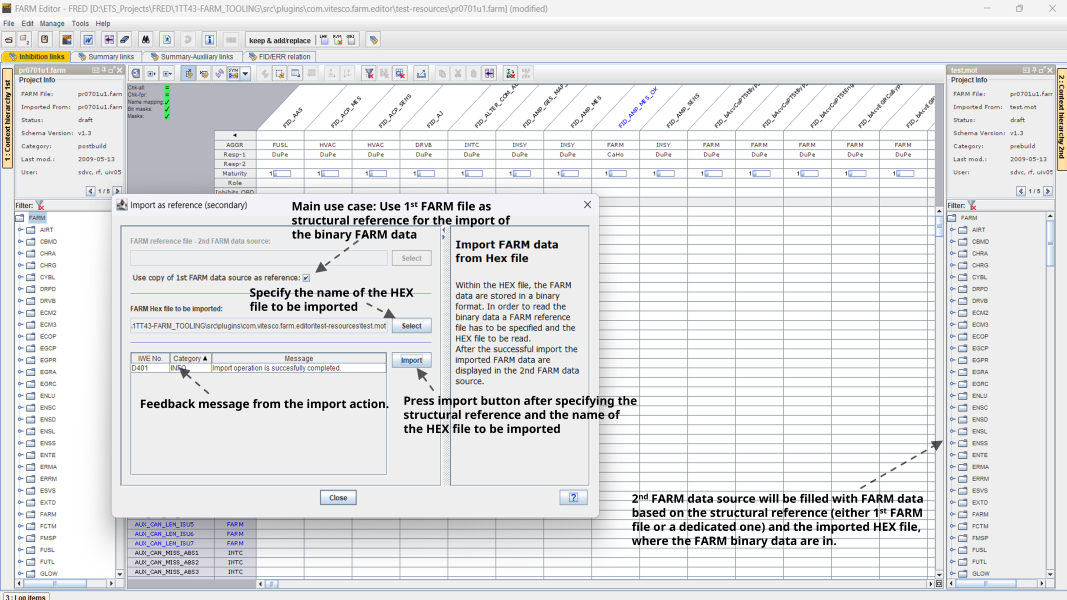 FARM Editor - FRED [D:\ETS_Projects\FRED\1TT43-FARM_TOOLING\src\plugins\com.vitesco.farm.editor\test-resources\pr0701u1.farm] (modified)
File Edit Manage Tools Help
keep & add/replace
Inhibition links Summary links Summary-Auxiliary links FID/ERR relation
pr0701u1.farm
Project Info
FARM File: pr0701u1.farm
Imported From: pr0701u1.farm
Status: draft
Schema Version: v1.3
Category: postbuild
Last mod.: 2009-05-13
User: sdvc, rf, uiv05
1 / 5
Filter:
1 : Context hierarchy 1st
FARM
AIRT
CBMD
CHRA
CHRG
CYBL
DRPD
DRVB
ECM2
ECM3
ECOP
EGCP
EGPR
EGRA
EGRC
ENLU
ENSC
ENSD
ENSL
ENSS
ENTE
ERMA
ERRM
ESVS
EXTD
FARM
FCTM
FMSP
FUSL
FUTL
GLOW
Chk-all:
Chk-fgr:
Name mapping:
Bit masks:
Masks:
FID_AAS
FID_ACP_MES
FID_ACP_SENS
FID_AJ
FID_AMP_MES
FID_AMP_MES_OK
FID_AMP_SENS
AGGR FUSL HVAC HVAC DRVB INTC INSY INSY FARM INSY FARM FARM FARM FARM FARM
Resp-1 DuPe DuPe DuPe DuPe DuPe DuPe DuPe CaHo DuPe DuPe DuPe DuPe DuPe DuPe
Resp-2
Maturity 1 1 1 1 1 1 1 1 1 1 1 1 1 1
Role
Inhibits OBD
Import as reference (secondary)
Main use case: Use 1st FARM file as
structural reference for the import of
the binary FARM data
FARM reference file - 2nd FARM data source:
Select
Use copy of 1st FARM data source as reference:
Specify the name of the HEX
file to be imported
FARM Hex file to be imported:
.1TT43-FARM_TOOLING\src\plugins\com.vitesco.farm.editor\test-resources\test.mot
Select
IWE No. Category Message
D401 INFO Import operation is succesfully completed.
Import
Feedback message from the import action.
Press import button after specifying the
structural reference and the name of
the HEX file to be imported
Import FARM data
from Hex file
Within the HEX file, the FARM
data are stored in a binary
format. In order to read the
binary data a FARM reference
file has to be specified and the
HEX file to be read.
After the successful import the
imported FARM data are
displayed in the 2nd FARM data
source.
Close
?
AUX_CAN_LEN_ISU5 FARM
AUX_CAN_LEN_ISU6 FARM
AUX_CAN_LEN_ISU7 FARM
AUX_CAN_MISS_ABS1 INTC
AUX_CAN_MISS_ABS2 INTC
AUX_CAN_MISS_ABS3 INTC
2nd FARM data source will be filled with FARM data
based on the structural reference (either 1st FARM
file or a dedicated one) and the imported HEX file,
where the FARM binary data are in.
test.mot
Project Info
FARM File: pr0701u1.farm
Imported From: test.mot
Status: draft
Schema Version: v1.3
Category: prebuild
Last mod.: 2009-05-13
User: sdvc, rf, uiv05
1 / 5
Filter:
2 : Context hierarchy 2nd
FARM
AIRT
CBMD
CHRA
CHRG
CYBL
DRPD
DRVB
ECM2
ECM3
ECOP
EGCP
EGPR
EGRA
EGRC
ENLU
ENSC
ENSD
ENSL
ENSS
ENTE
ERMA
ERRM
ESVS
EXTD
FARM
FCTM
FMSP
FUSL
FUTL
GLOW
3 : Log items